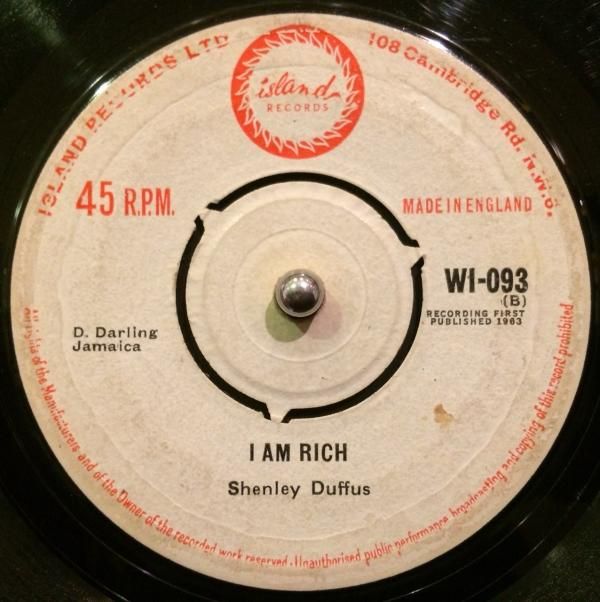 ISLAND RECORDS LTD
108 Cambridge Rd. N.W.6.
island
RECORDS
45 R.P.M.
MADE IN ENGLAND
WI-093
(B)
RECORDING FIRST
PUBLISHED 1963
D. Darling
Jamaica
I AM RICH
Shenley Duffus
All rights of the Manufacturers and of the Owner of the recorded work reserved. Unauthorised public performance broadcasting and copying of this record prohibited